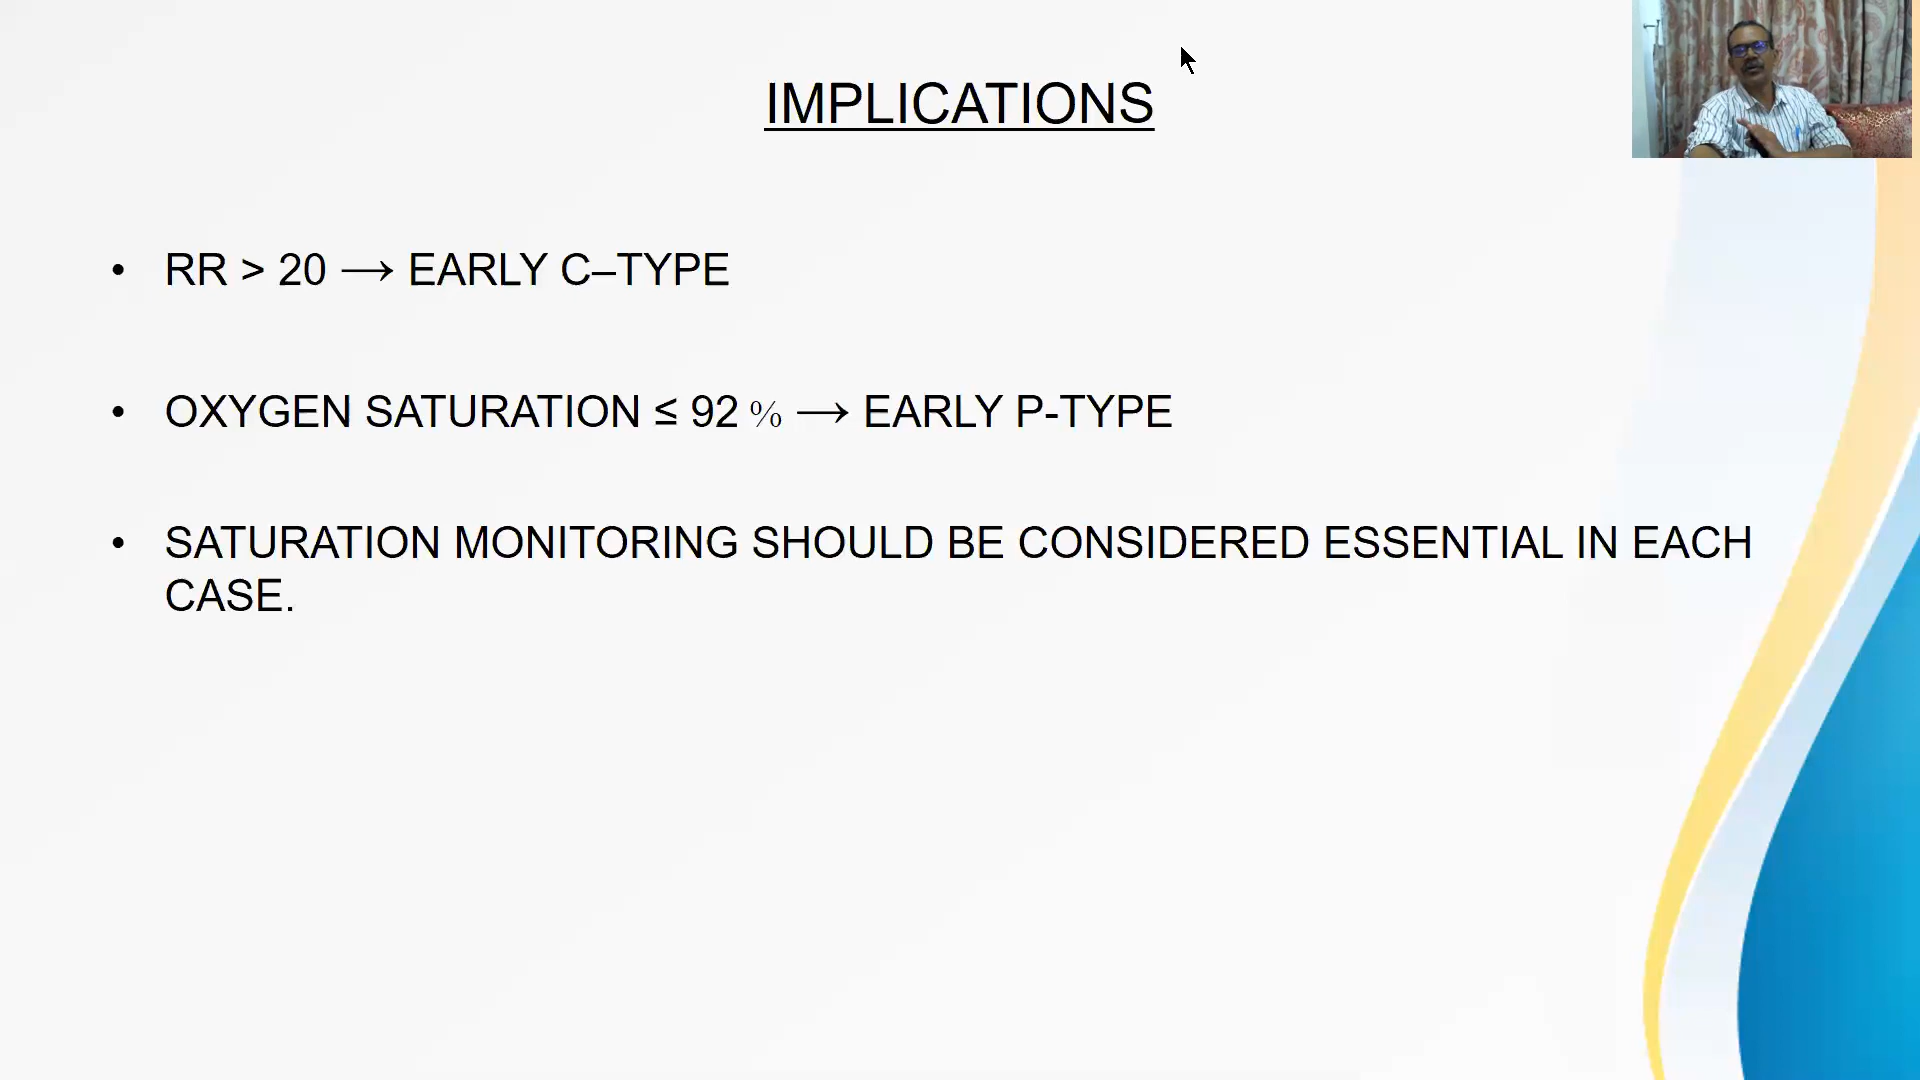 IMPLICATIONS
• RR > 20 → EARLY C–TYPE
• OXYGEN SATURATION ≤ 92 % → EARLY P-TYPE
• SATURATION MONITORING SHOULD BE CONSIDERED ESSENTIAL IN EACH
CASE.